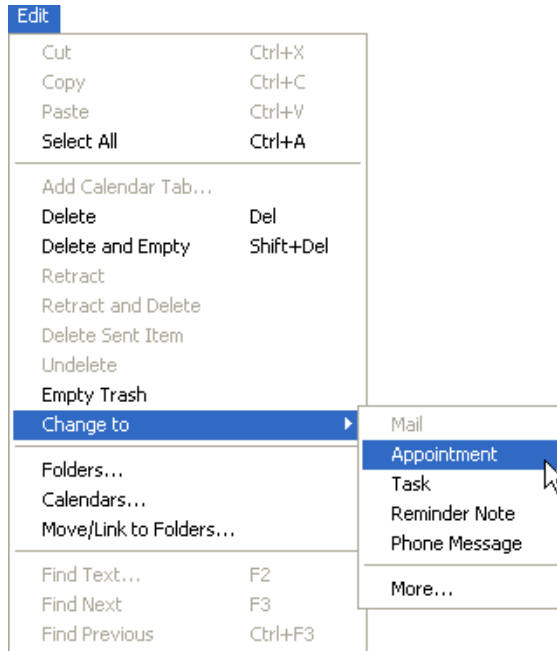 Edit
Cut Ctrl+X
Copy Ctrl+C
Paste Ctrl+V
Select All Ctrl+A
Add Calendar Tab...
Delete Del
Delete and Empty Shift+Del
Retract
Retract and Delete
Delete Sent Item
Undelete
Empty Trash
Change to
Mail
Appointment
Task
Reminder Note
Phone Message
More...
Folders...
Calendars...
Move/Link to Folders...
Find Text... F2
Find Next F3
Find Previous Ctrl+F3